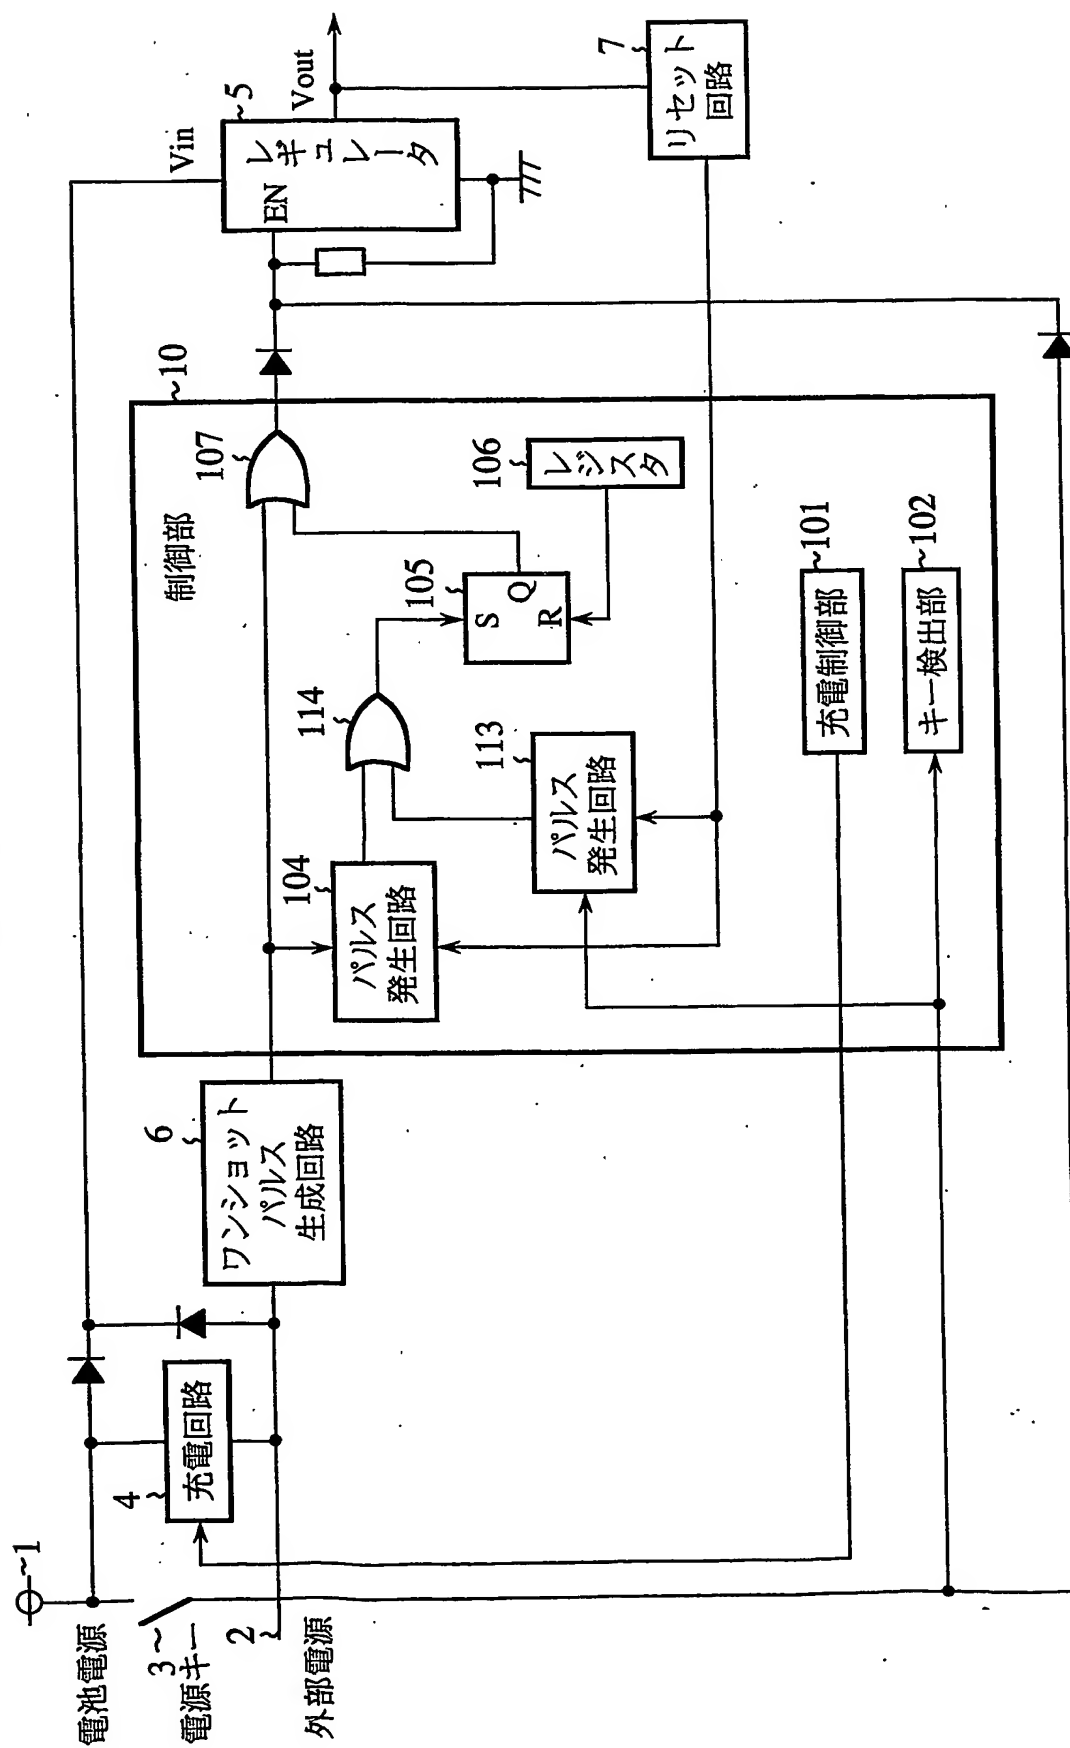 電池電源
1
3
電源キー
2
外部電源
4
充電回路
6
ワンショット
パルス
生成回路
10
制御部
104
パルス
発生回路
114
113
パルス
発生回路
105
S
Q
R
106
レジスタ
107
101
充電制御部
102
キー検出部
Vin
5
レギュレータ
EN
Vout
7
リセット
回路